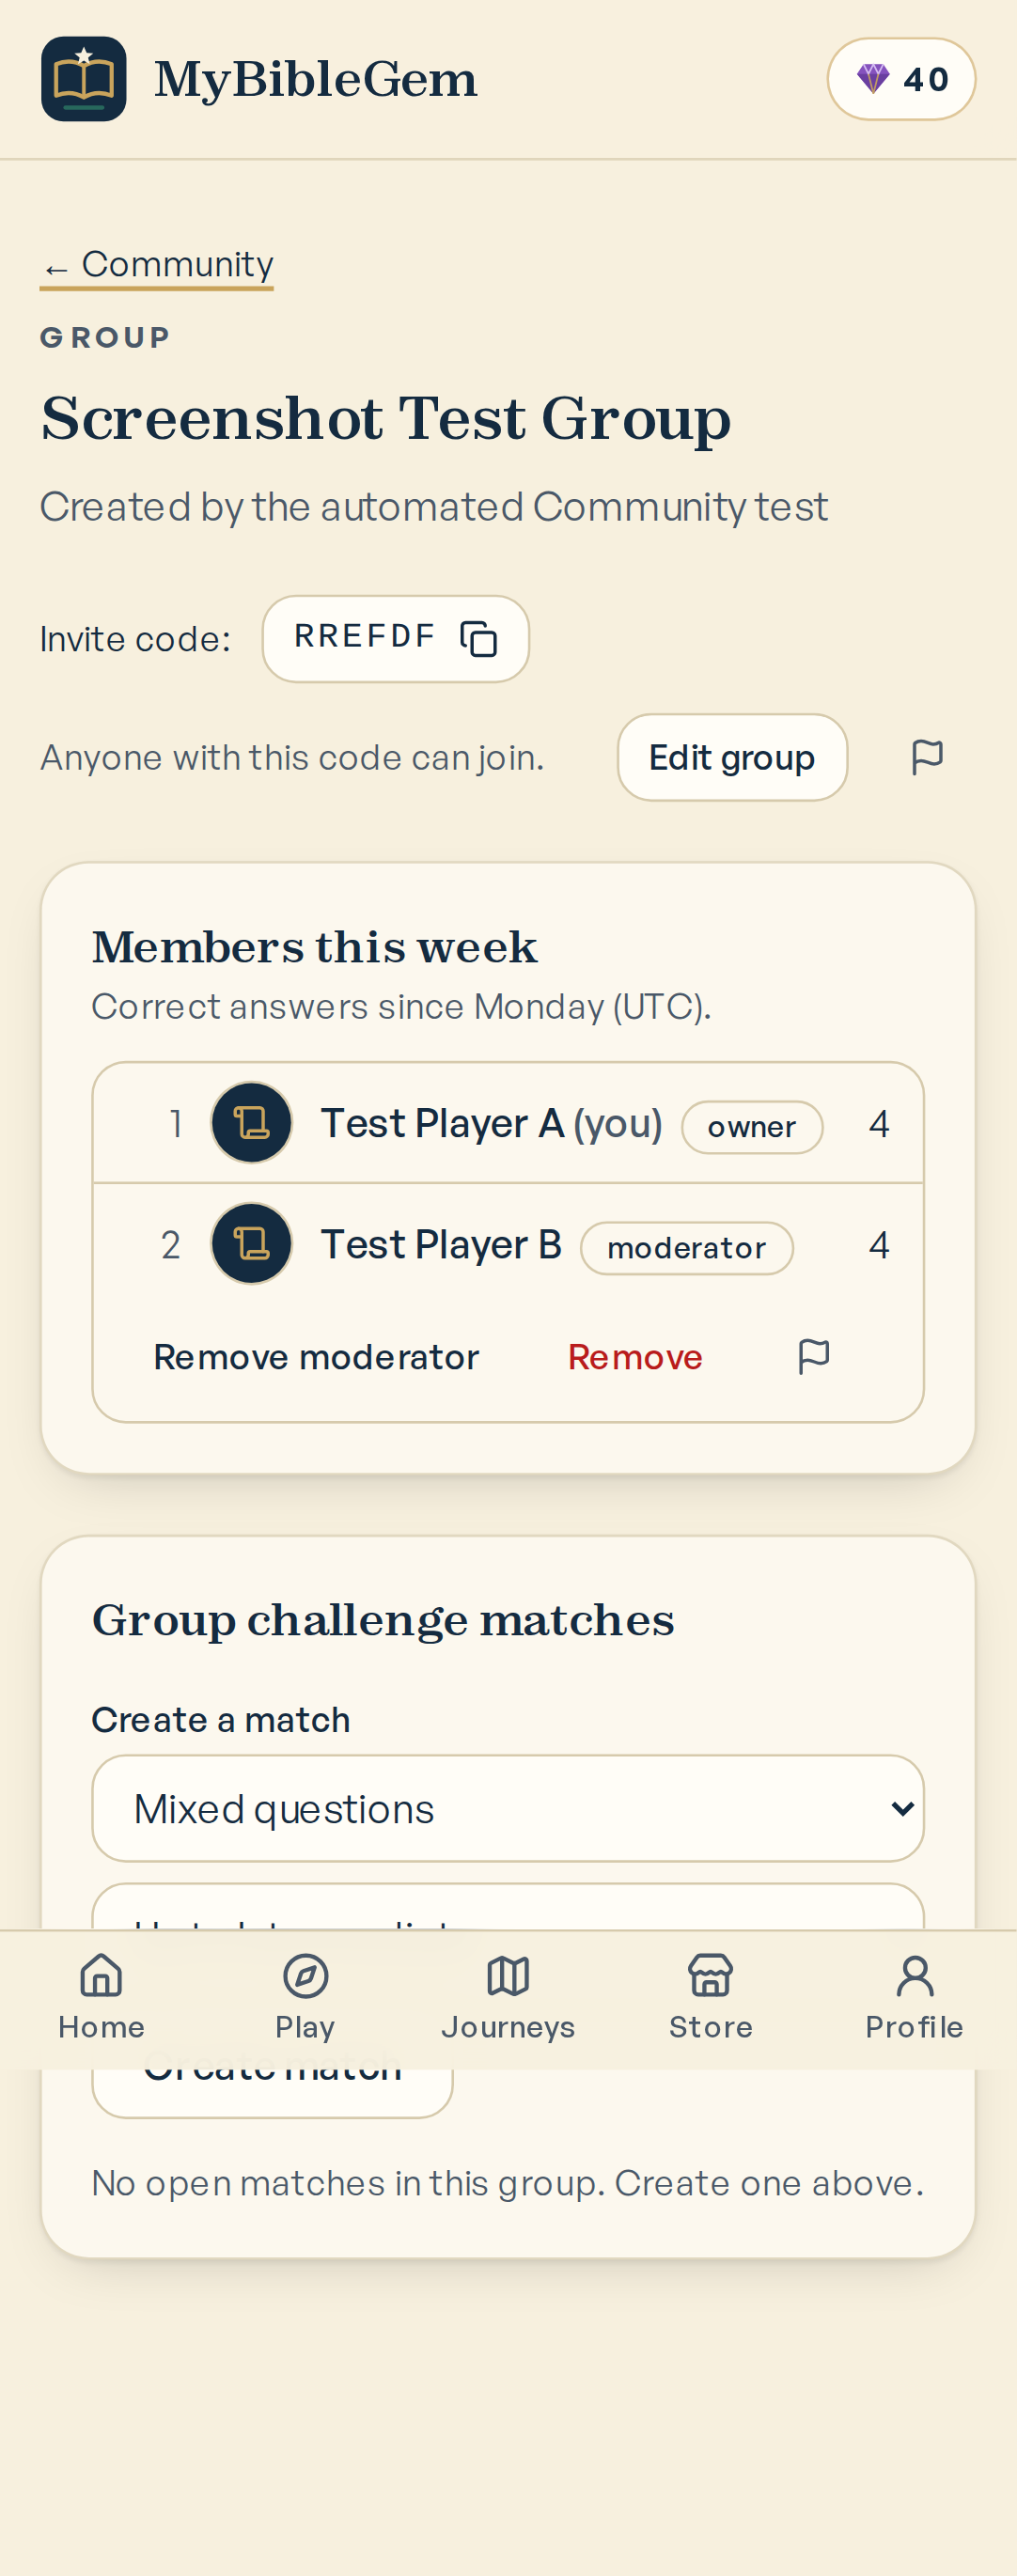 MyBibleGem
40
← Community
GROUP
Screenshot Test Group
Created by the automated Community test
Invite code: RREFDF
Anyone with this code can join. Edit group
Members this week
Correct answers since Monday (UTC).
1 Test Player A (you) owner 4
2 Test Player B moderator 4
Remove moderator Remove
Group challenge matches
Create a match
Mixed questions
Home Play Journeys Store Profile
Create match
No open matches in this group. Create one above.